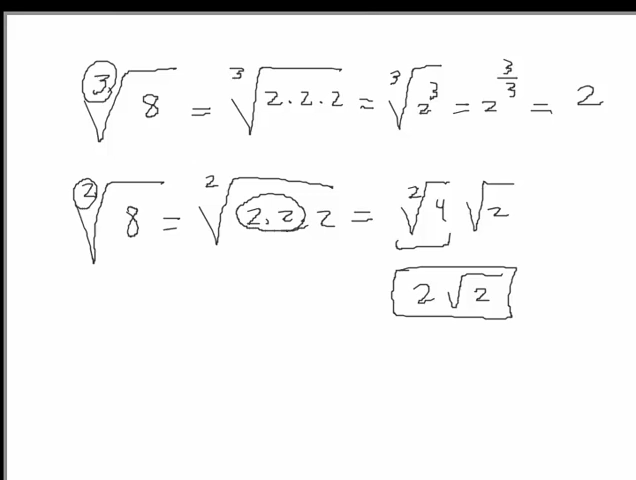 ∛8 = ∛2·2·2 ≈ ∛2³ = 2^(3/3) = 2
²√8 = ²√2·2·2 = ²√4 √2
2√2